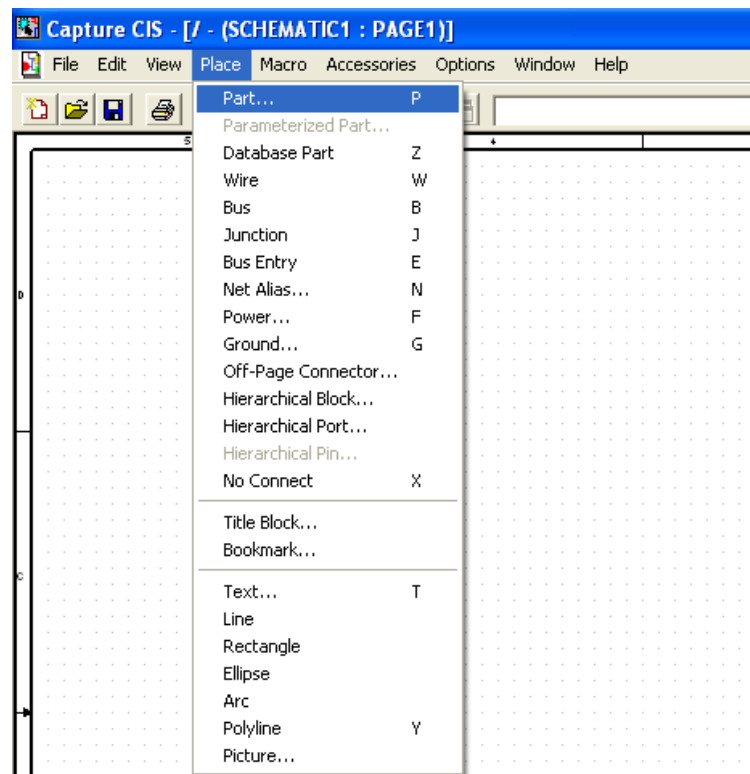 Capture CIS - [/ - (SCHEMATIC1 : PAGE1)]
File Edit View Place Macro Accessories Options Window Help
Part... P
Parameterized Part...
5 4
Database Part Z
Wire W
Bus B
Junction J
Bus Entry E
Net Alias... N
D
Power... F
Ground... G
Off-Page Connector...
Hierarchical Block...
Hierarchical Port...
Hierarchical Pin...
No Connect X
Title Block...
Bookmark...
C
Text... T
Line
Rectangle
Ellipse
Arc
Polyline Y
Picture...